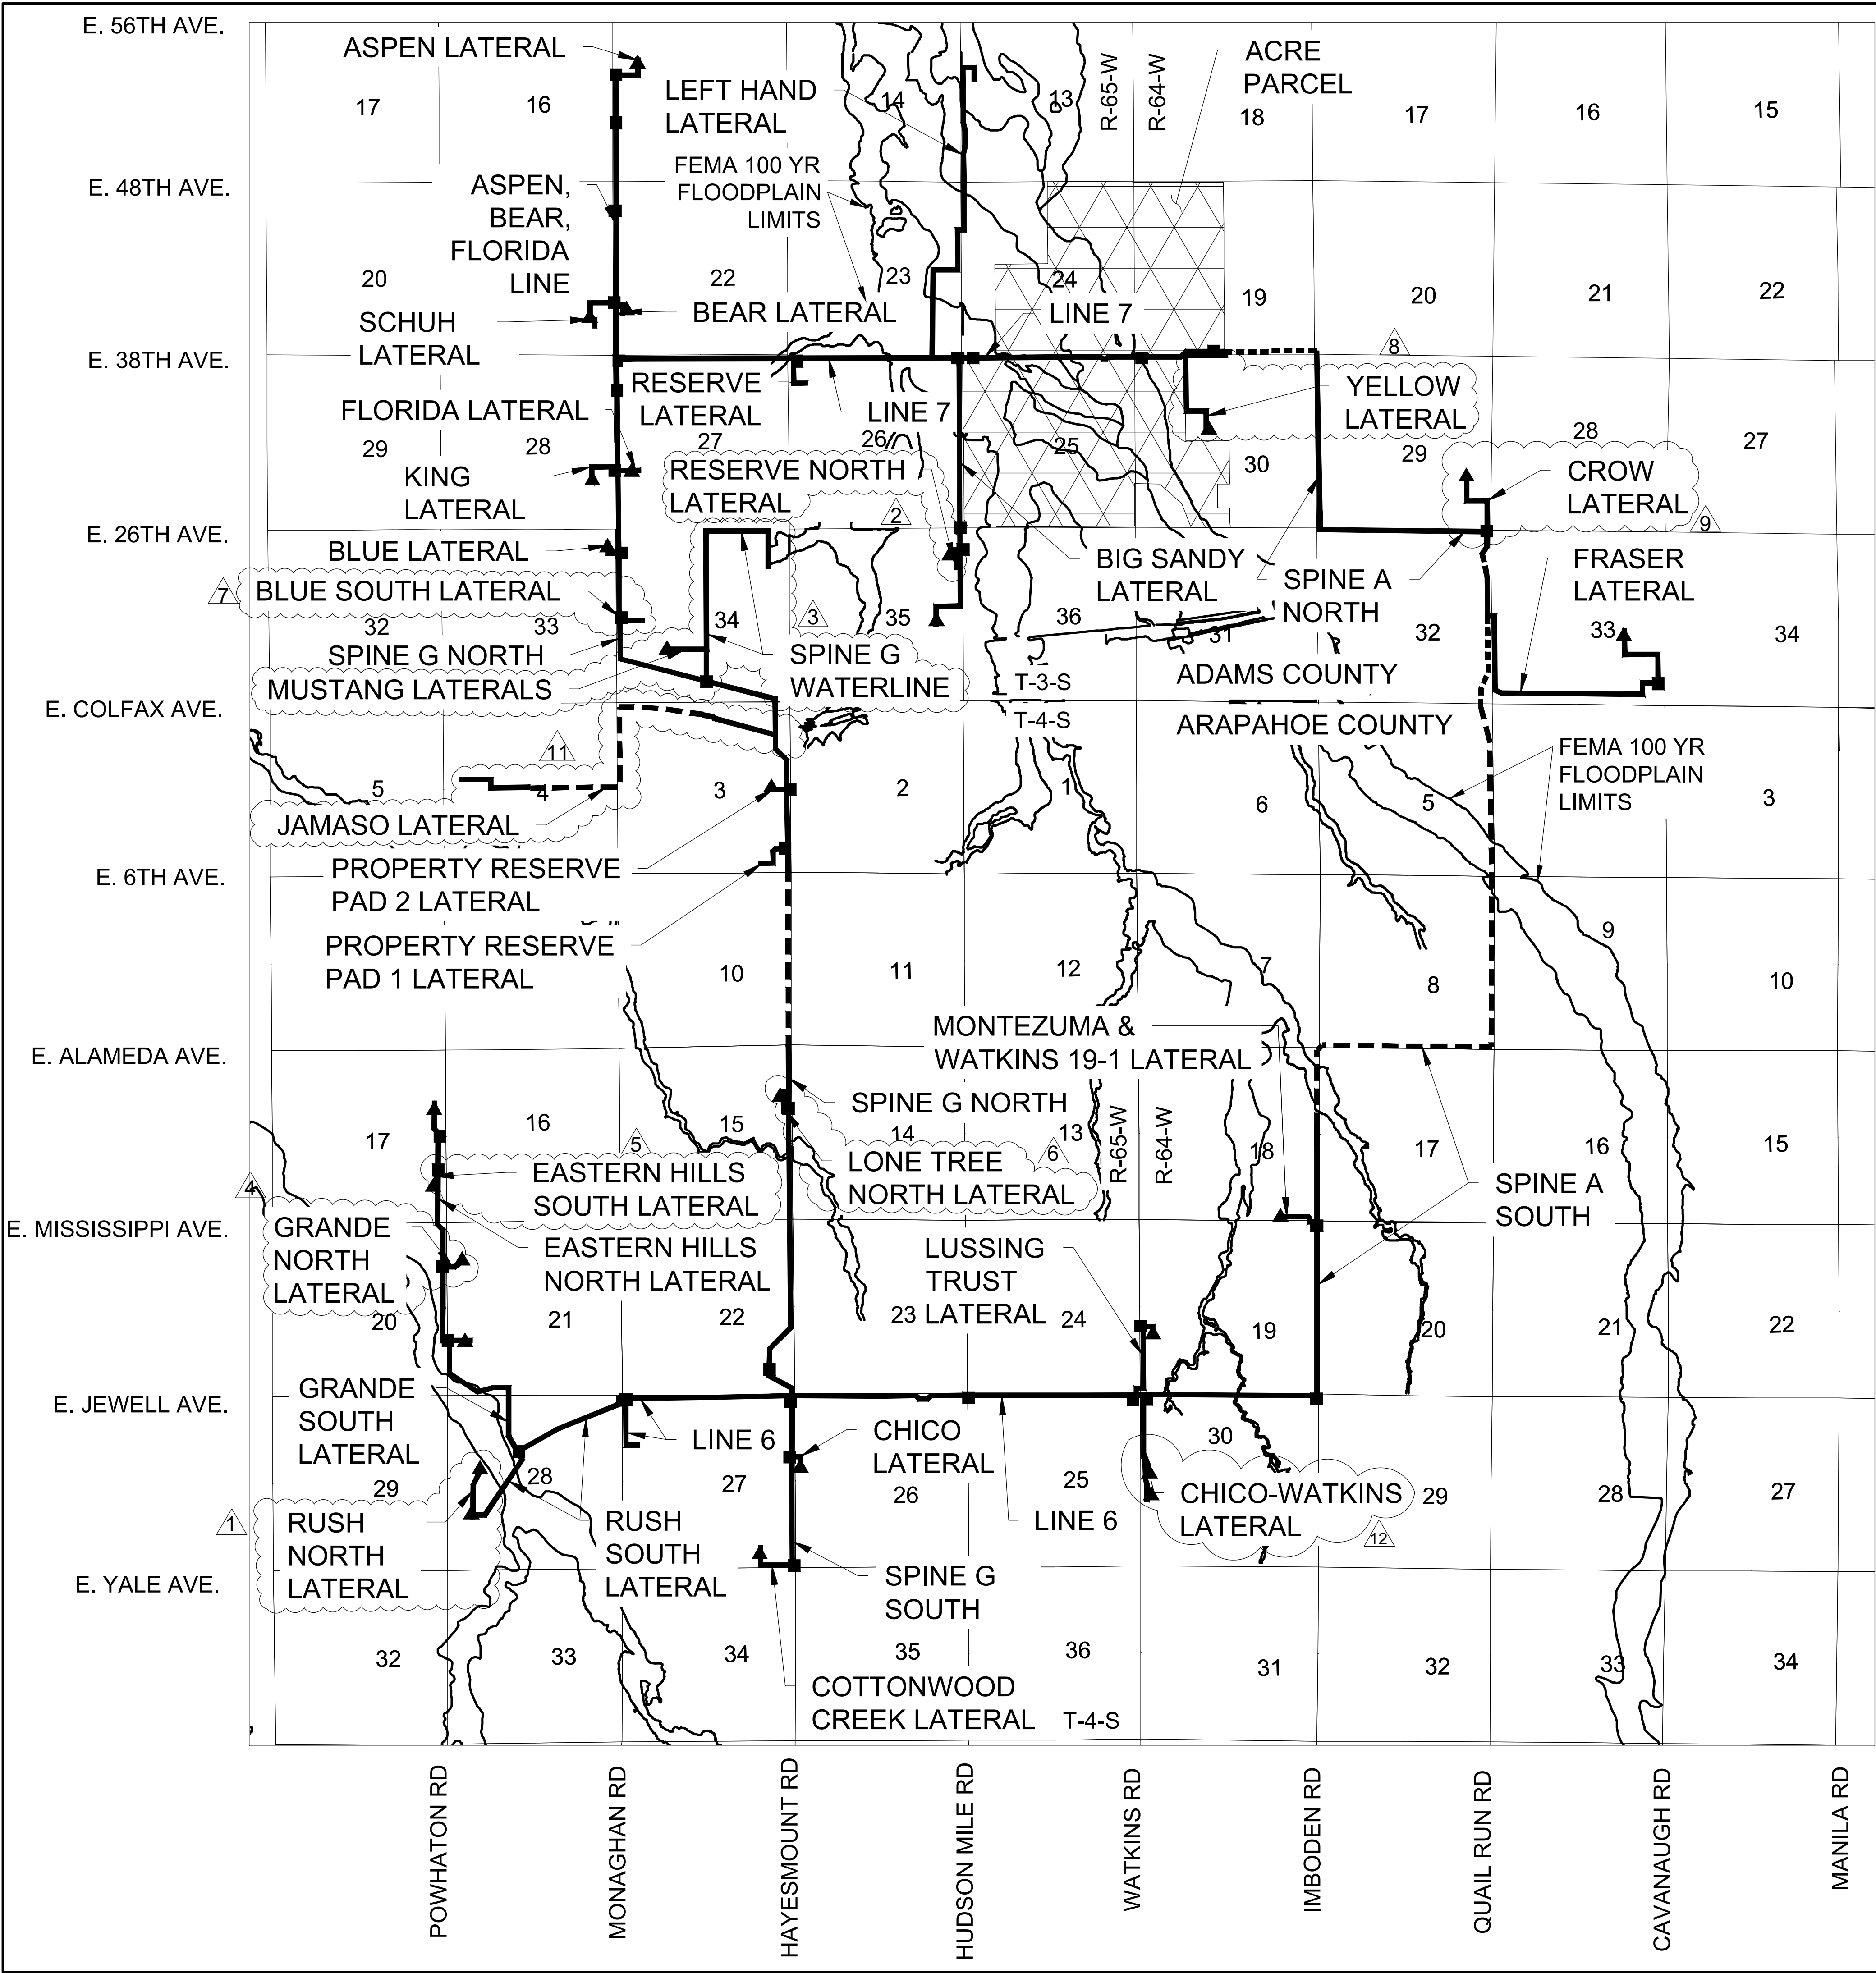 E. 56TH AVE.
ASPEN LATERAL
ACRE
PARCEL
LEFT HAND
LATERAL
R-65-W
R-64-W
17
16
14
13
18
17
16
15
FEMA 100 YR
FLOODPLAIN
LIMITS
E. 48TH AVE.
ASPEN,
BEAR,
FLORIDA
LINE
20
22
23
24
19
20
21
22
BEAR LATERAL
LINE 7
SCHUH
LATERAL
E. 38TH AVE.
8
RESERVE
LATERAL
YELLOW
LATERAL
FLORIDA LATERAL
LINE 7
29
28
27
26
25
30
29
28
27
KING
LATERAL
RESERVE NORTH
LATERAL
CROW
LATERAL
2
9
E. 26TH AVE.
BLUE LATERAL
BIG SANDY
LATERAL
SPINE A
NORTH
FRASER
LATERAL
7
BLUE SOUTH LATERAL
3
32
33
34
35
36
31
32
33
34
SPINE G NORTH
SPINE G
WATERLINE
MUSTANG LATERALS
T-3-S
ADAMS COUNTY
E. COLFAX AVE.
T-4-S
ARAPAHOE COUNTY
11
FEMA 100 YR
FLOODPLAIN
LIMITS
5
4
3
2
1
6
5
3
JAMASO LATERAL
E. 6TH AVE.
PROPERTY RESERVE
PAD 2 LATERAL
PROPERTY RESERVE
PAD 1 LATERAL
10
11
12
7
8
9
10
MONTEZUMA &
WATKINS 19-1 LATERAL
E. ALAMEDA AVE.
SPINE G NORTH
R-65-W
R-64-W
17
16
15
14
13
18
17
16
15
5
6
EASTERN HILLS
SOUTH LATERAL
LONE TREE
NORTH LATERAL
SPINE A
SOUTH
4
E. MISSISSIPPI AVE.
GRANDE
NORTH
LATERAL
EASTERN HILLS
NORTH LATERAL
LUSSING
TRUST
LATERAL
20
21
22
23
24
19
20
21
22
E. JEWELL AVE.
GRANDE
SOUTH
LATERAL
LINE 6
CHICO
LATERAL
30
29
28
27
26
25
29
28
27
CHICO-WATKINS
LATERAL
12
1
RUSH
NORTH
LATERAL
RUSH
SOUTH
LATERAL
LINE 6
E. YALE AVE.
SPINE G
SOUTH
32
33
34
35
36
31
32
33
34
COTTONWOOD
CREEK LATERAL
T-4-S
POWHATON RD
MONAGHAN RD
HAYESMOUNT RD
HUDSON MILE RD
WATKINS RD
IMBODEN RD
QUAIL RUN RD
CAVANAUGH RD
MANILA RD